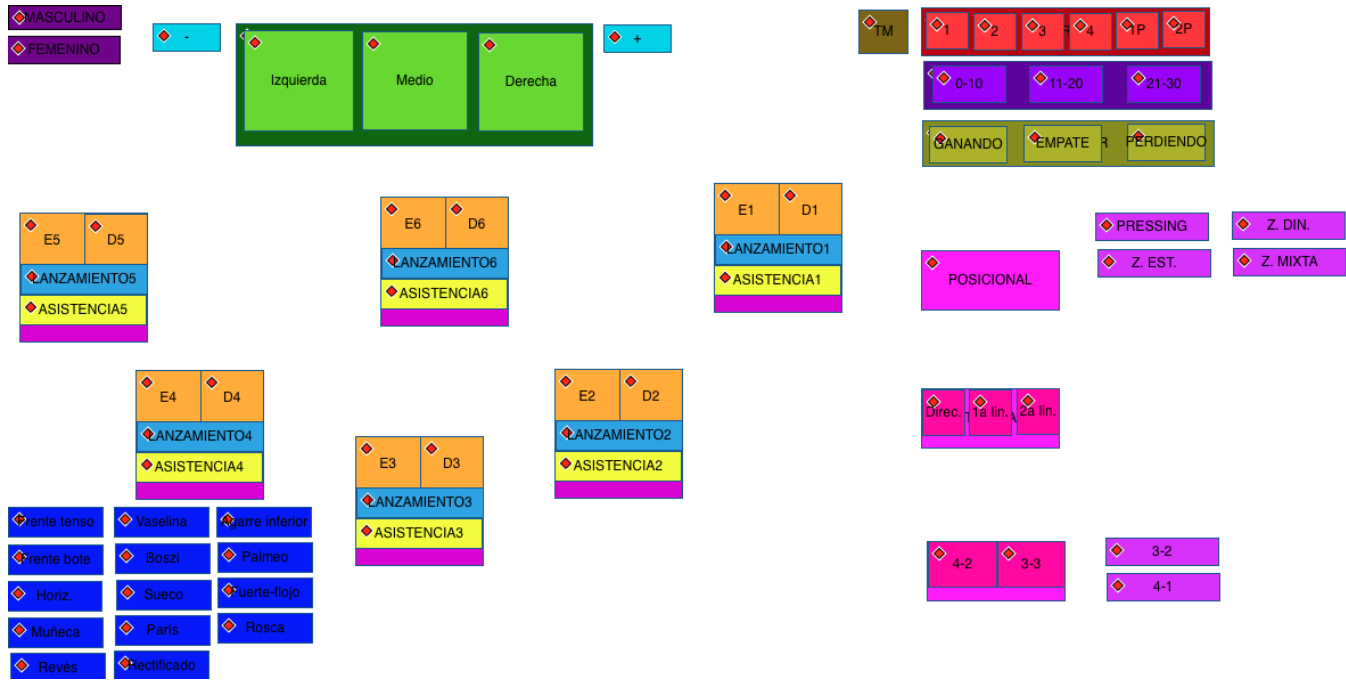 MASCULINO
FEMENINO
-
Izquierda
Medio
Derecha
+
TM
1
2
3
4
1P
2P
0-10
11-20
21-30
GANANDO
EMPATE
PERDIENDO
E5
D5
LANZAMIENTO5
ASISTENCIA5
E6
D6
LANZAMIENTO6
ASISTENCIA6
E1
D1
LANZAMIENTO1
ASISTENCIA1
POSICIONAL
PRESSING
Z. DIN.
Z. EST.
Z. MIXTA
E4
D4
LANZAMIENTO4
ASISTENCIA4
E3
D3
LANZAMIENTO3
ASISTENCIA3
E2
D2
LANZAMIENTO2
ASISTENCIA2
Direc.
1a lin.
2a lin.
4-2
3-3
3-2
4-1
Frente tenso
Vaselina
Agarre inferior
Frente bote
Boszi
Palmeo
Horiz.
Sueco
Fuerte-flojo
Muñeca
París
Rosca
Revés
Rectificado